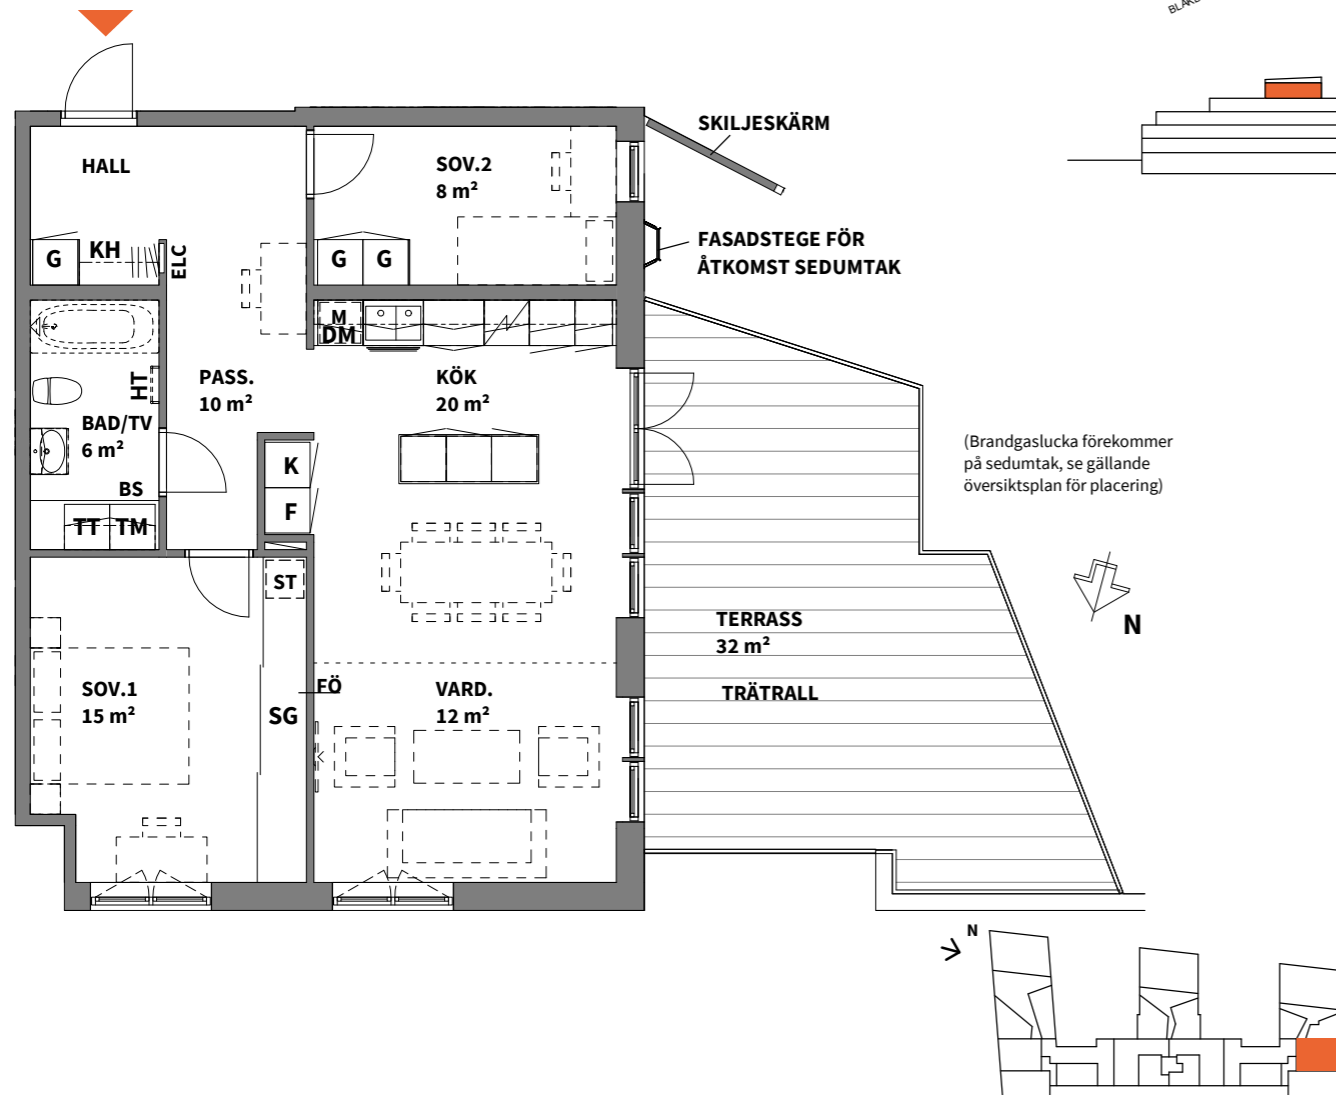 HALL
SOV.2
8 m²
SKILJESKÄRM
G
KH
ELC
G
G
FASADSTEGE FÖR
ÅTKOMST SEDUMTAK
M
DM
HT
PASS.
10 m²
KÖK
20 m²
BAD/TV
6 m²
BS
TT
TM
K
F
(Brandgaslucka förekommer
på sedumtak, se gällande
översiktsplan för placering)
ST
N
TERRASS
32 m²
TRÄTRALL
SOV.1
15 m²
SG
FÖ
VARD.
12 m²
N